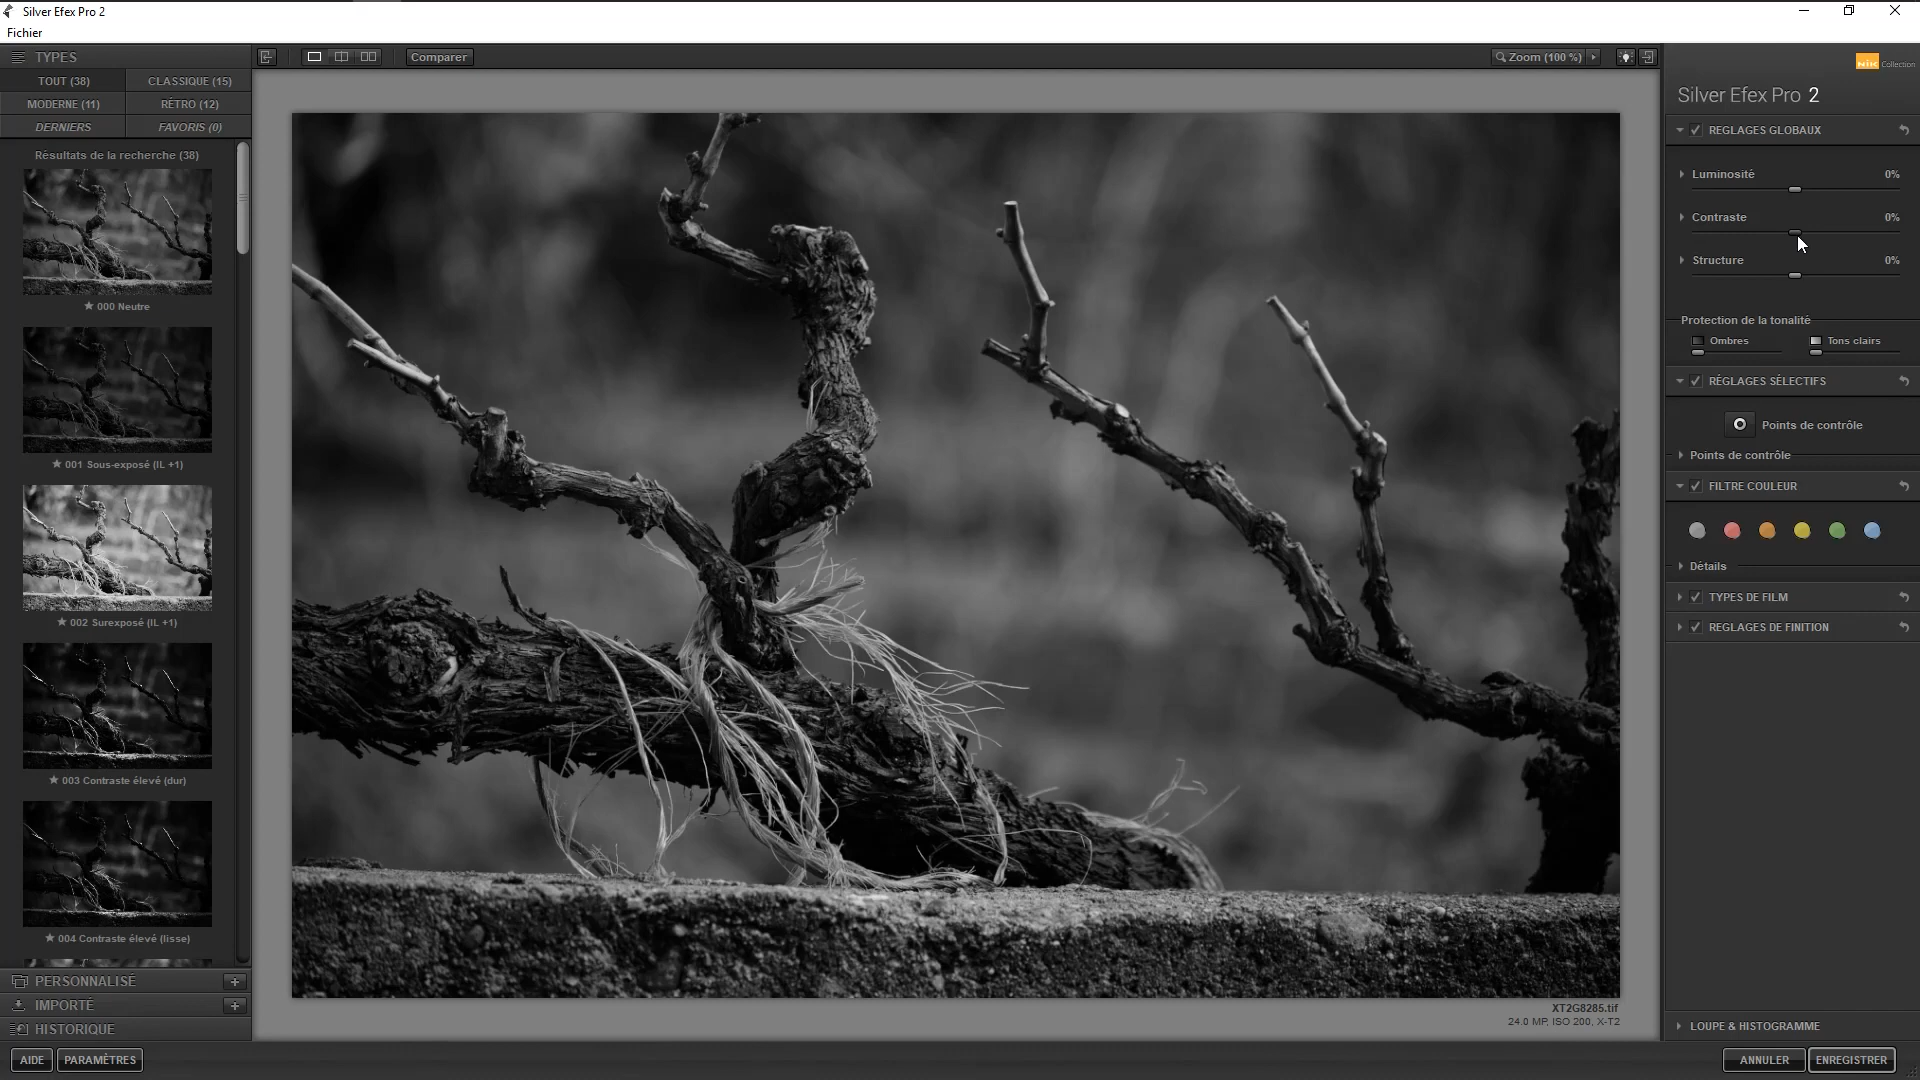 Silver Efex Pro 2
Fichier
TYPES
TOUT (38)
CLASSIQUE (15)
MODERNE (11)
RÉTRO (12)
DERNIERS
FAVORIS (0)
Résultats de la recherche (38)
★ 000 Neutre
★ 001 Sous-exposé (IL +1)
★ 002 Surexposé (IL +1)
★ 003 Contraste élevé (dur)
★ 004 Contraste élevé (lisse)
PERSONNALISÉ
IMPORTÉ
HISTORIQUE
AIDE
PARAMÈTRES
Comparer
Zoom (100 %)
XT2G8285.tif
24.0 MP, ISO 200, X-T2
Nik Collection
Silver Efex Pro 2
REGLAGES GLOBAUX
Luminosité 0%
Contraste 0%
Structure 0%
Protection de la tonalité
Ombres
Tons clairs
RÉGLAGES SÉLECTIFS
Points de contrôle
Points de contrôle
FILTRE COULEUR
Détails
TYPES DE FILM
REGLAGES DE FINITION
LOUPE & HISTOGRAMME
ANNULER
ENREGISTRER